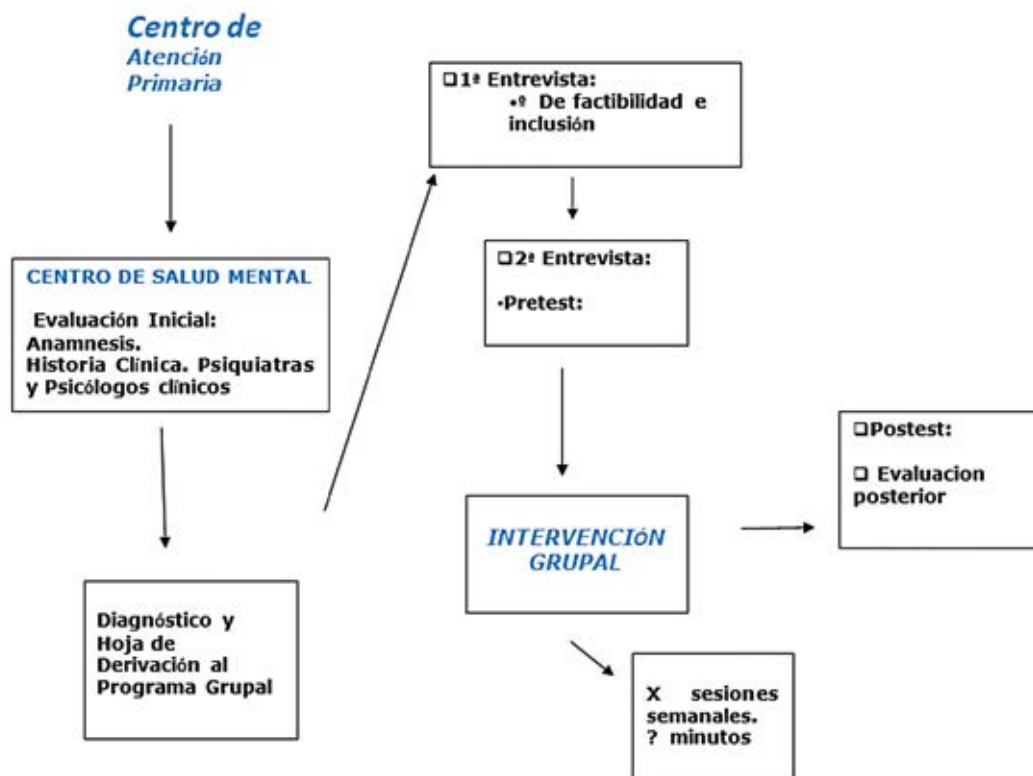 Centro de
Atención
Primaria
CENTRO DE SALUD MENTAL
Evaluación Inicial:
Anamnesis.
Historia Clínica. Psiquiatras
y Psicólogos clínicos
Diagnóstico y
Hoja de
Derivación al
Programa Grupal
❑1ª Entrevista:
•º De factibilidad e
inclusión
❑2ª Entrevista:
•Pretest:
INTERVENCIóN
GRUPAL
X sesiones
semanales.
? minutos
❑Postest:
❑ Evaluacion
posterior